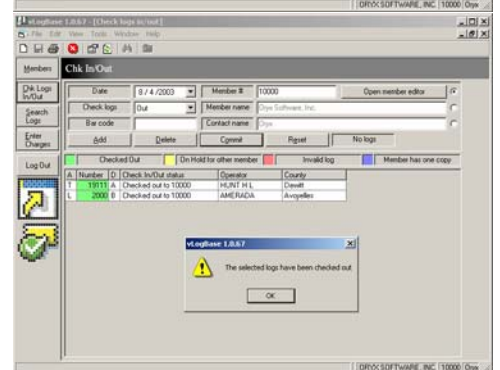 ORYX SOFTWARE, INC. 10000 Oryx
vLogBase 1.0.67 - [Check logs in/out]
File Edit View Tools Window Help
Members Chk In/Out
Chk Logs In/Out
Search Logs
Enter Charges
Log Out
Date 8/4/2003 Member # 10000 Open member editor
Check logs Out Member name Oryx Software, Inc.
Bar code Contact name Oryx
Add Delete Commit Reset No logs
Checked Out On Hold for other member Invalid log Member has one copy
A Number D Check In/Out status Operator County
T 19111 A Checked out to 10000 HUNT H L Dewitt
L 2000 B Checked out to 10000 AMERADA Avoyelles
vLogBase 1.0.67
The selected logs have been checked out.
OK
ORYX SOFTWARE, INC. 10000 Oryx